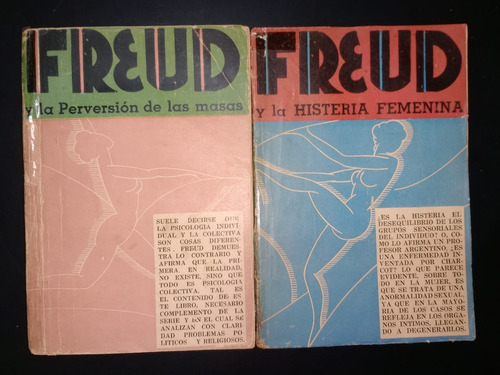 FREUD
y la Perversión de las masas
SUELE DECIRSE QUE
LA PSICOLOGIA INDIVI-
DUAL Y LA COLECTIVA
SON COSAS DIFEREN-
TES. FREUD DEMUES-
TRA LO CONTRARIO Y
AFIRMA QUE LA PRI-
MERA EN REALIDAD,
NO EXISTE, SINO QUE
TODO ES PSICOLOGIA
COLECTIVA. TAL ES
EL CONTENIDO DE ES-
TE LIBRO, NECESARIO
COMPLEMENTO DE LA
SERIE Y EN EL CUAL SE
ANALIZAN CON CLARI-
DAD PROBLEMAS PO-
LITICOS Y RELIGIOSOS.
FREUD
y la HISTERIA FEMENINA
¿ES LA HISTERIA EL
DESEQUILIBRIO DE LOS
GRUPOS SENSORIALES
DEL INDIVIDUO? O, CO-
MO LO AFIRMA UN PRO-
FESOR ARGENTINO, ¿ES
UNA ENFERMEDAD IN-
VENTADA POR CHAR-
COT? LO QUE PARECE
EVIDENTE, SOBRE TO-
DO EN LA MUJER, ES
QUE SE TRATA DE UNA
ANORMALIDAD SEXUAL,
YA QUE EN LA MAYO-
RIA DE LOS CASOS SE
REFLEJA EN LOS ORGA-
NOS INTIMOS, LLEGAN-
DO A DEGENERARLOS.